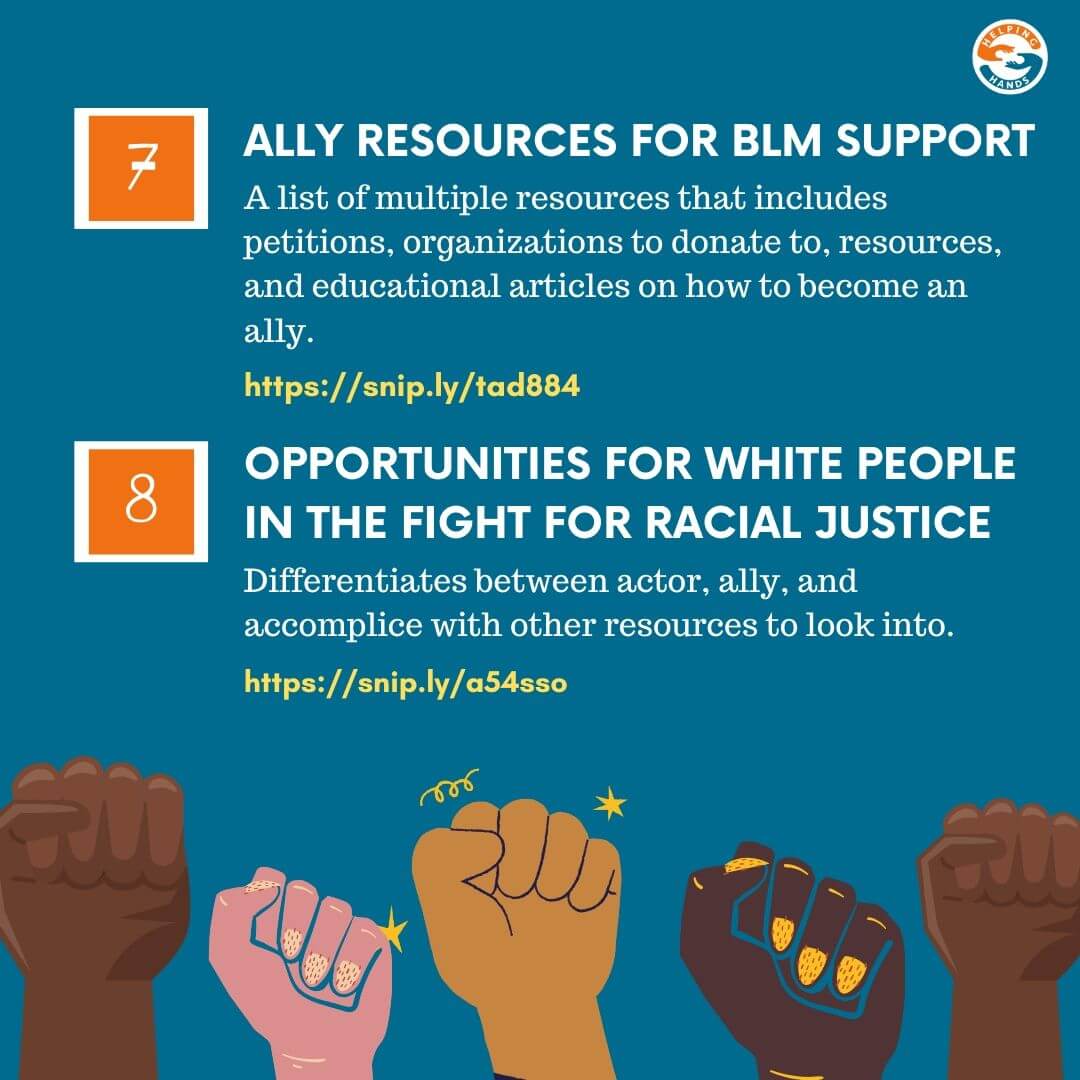 HELPING
HANDS
7
ALLY RESOURCES FOR BLM SUPPORT
A list of multiple resources that includes
petitions, organizations to donate to, resources,
and educational articles on how to become an
ally.
https://snip.ly/tad884
8
OPPORTUNITIES FOR WHITE PEOPLE
IN THE FIGHT FOR RACIAL JUSTICE
Differentiates between actor, ally, and
accomplice with other resources to look into.
https://snip.ly/a54sso